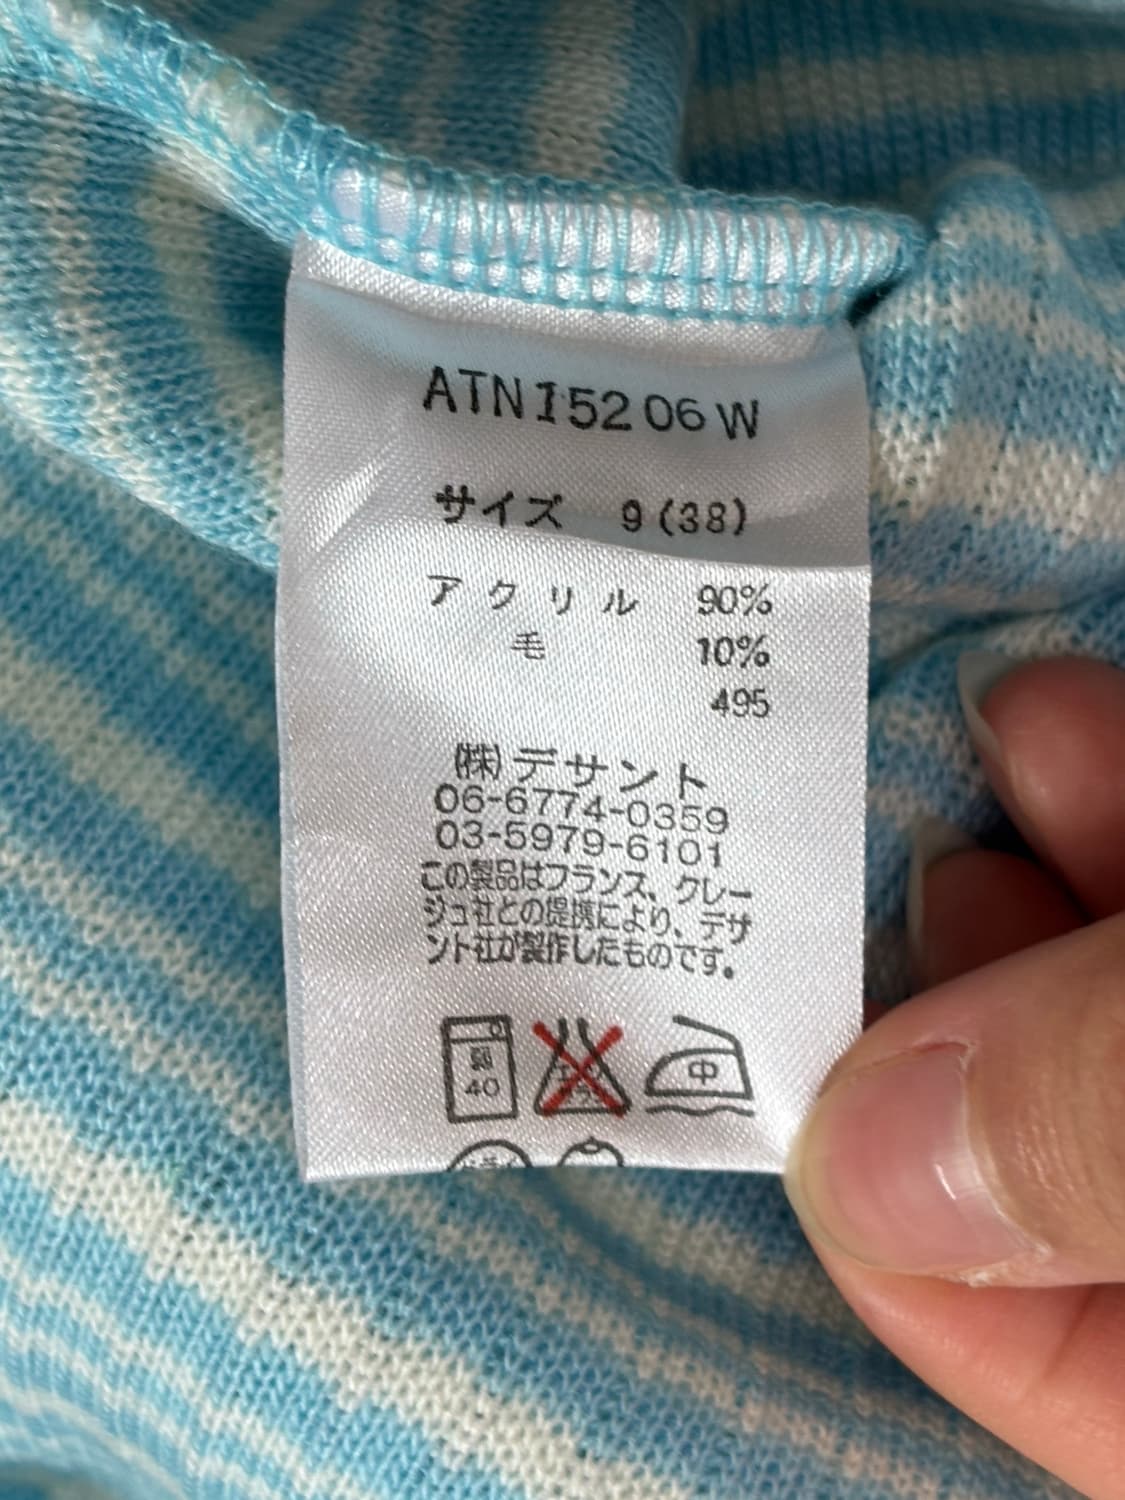 ATN15206W
サイズ 9(38)
アクリル 90%
毛 10%
495
(株)デサント
06-6774-0359
03-5979-6101
この製品はフランス、クレー
ジュ社との提携により、デサ
ント社が製作したものです。
40
中